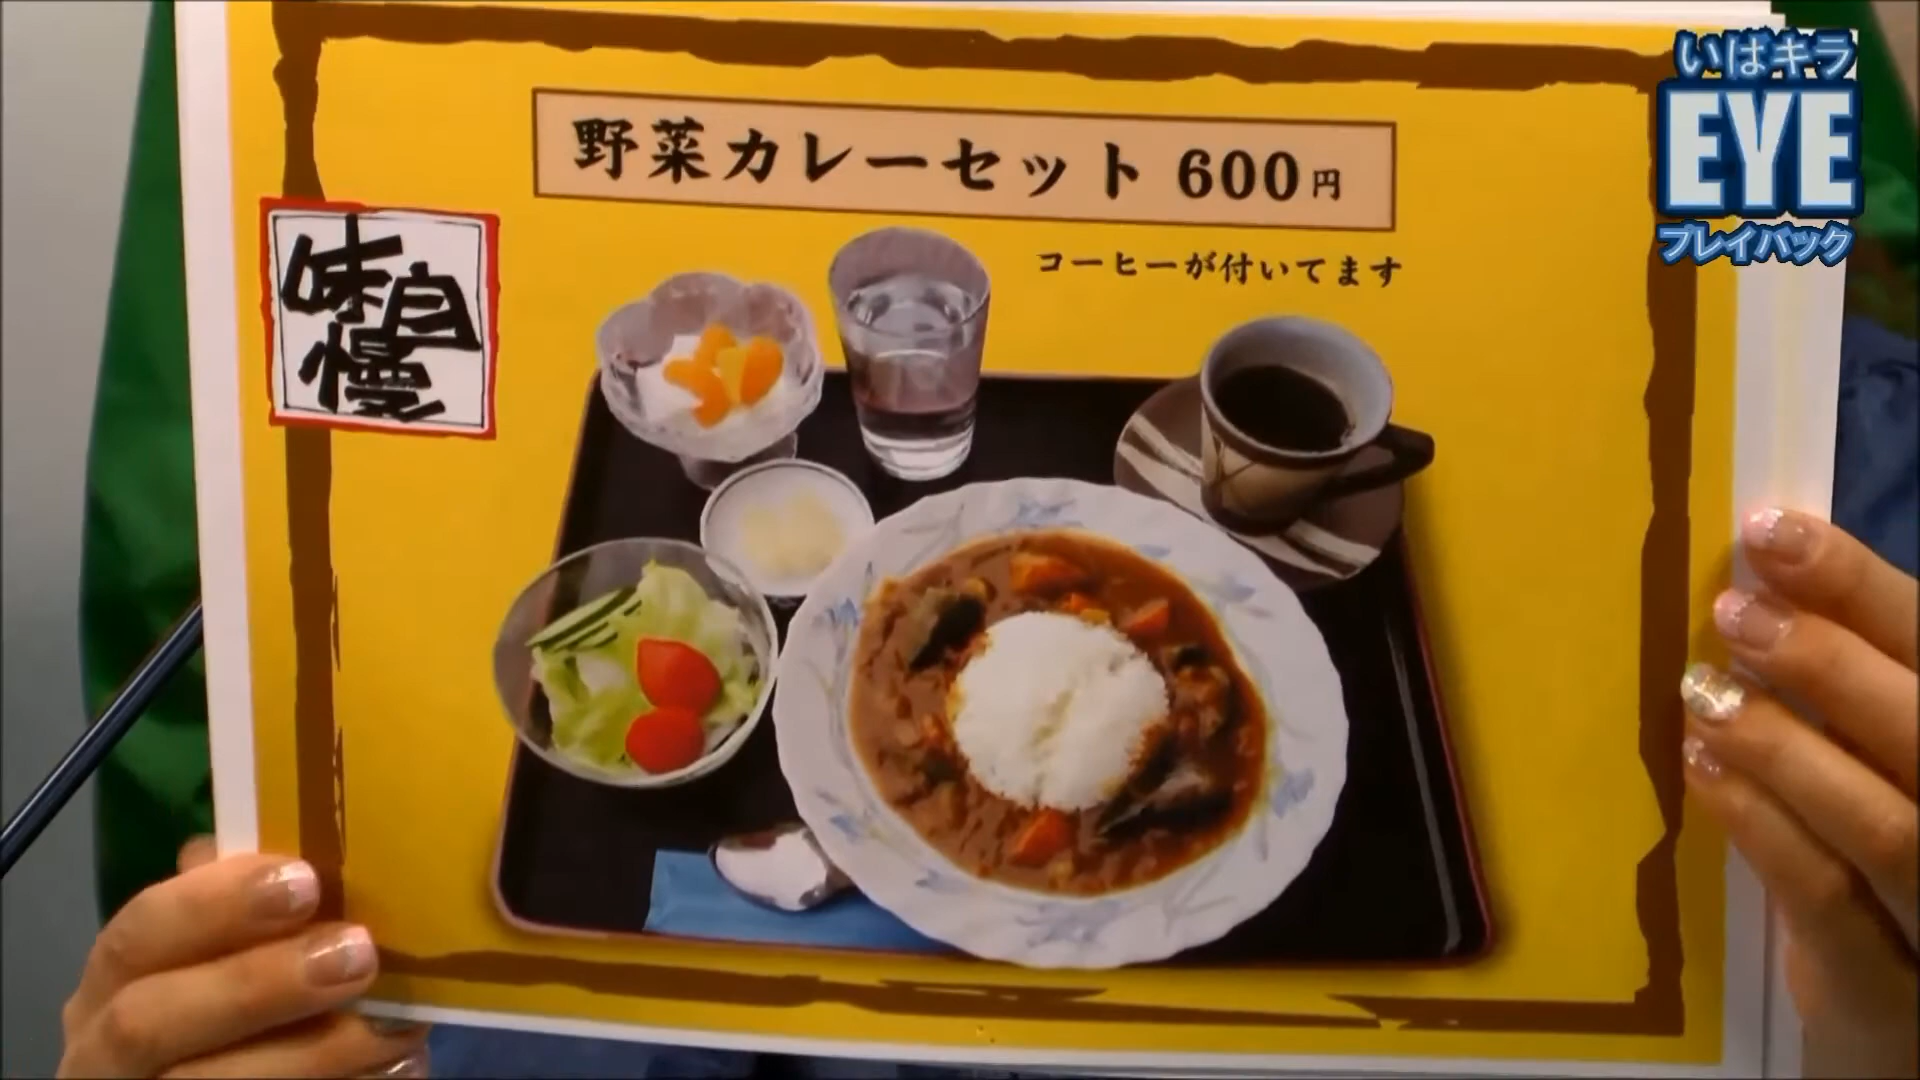 野菜カレーセット 600円
コーヒーが付いてます
味自慢
いばキラ
EYE
プレイバック